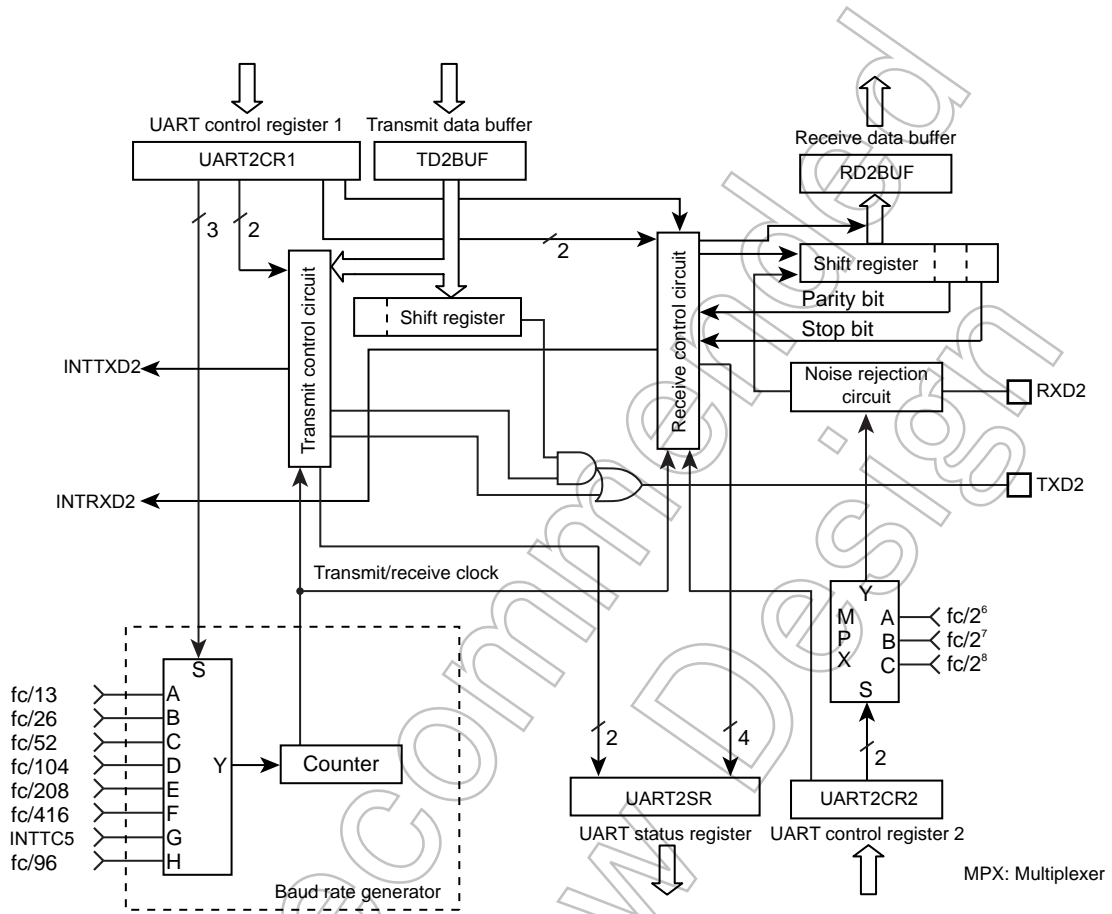 UART control register 1
Transmit data buffer
Receive data buffer
UART2CR1
TD2BUF
RD2BUF
3
2
2
Shift register
Transmit control circuit
Shift register
Receive control circuit
Parity bit
Stop bit
INTTXD2
Noise rejection
circuit
RXD2
INTRXD2
TXD2
Transmit/receive clock
Y
M
P
X
A
B
C
S
fc/2⁶
fc/2⁷
fc/2⁸
S
fc/13
A
fc/26
B
fc/52
C
fc/104
D
fc/208
E
fc/416
F
INTTC5
G
fc/96
H
Y
Counter
2
4
2
UART2SR
UART2CR2
UART status register
UART control register 2
Baud rate generator
MPX: Multiplexer